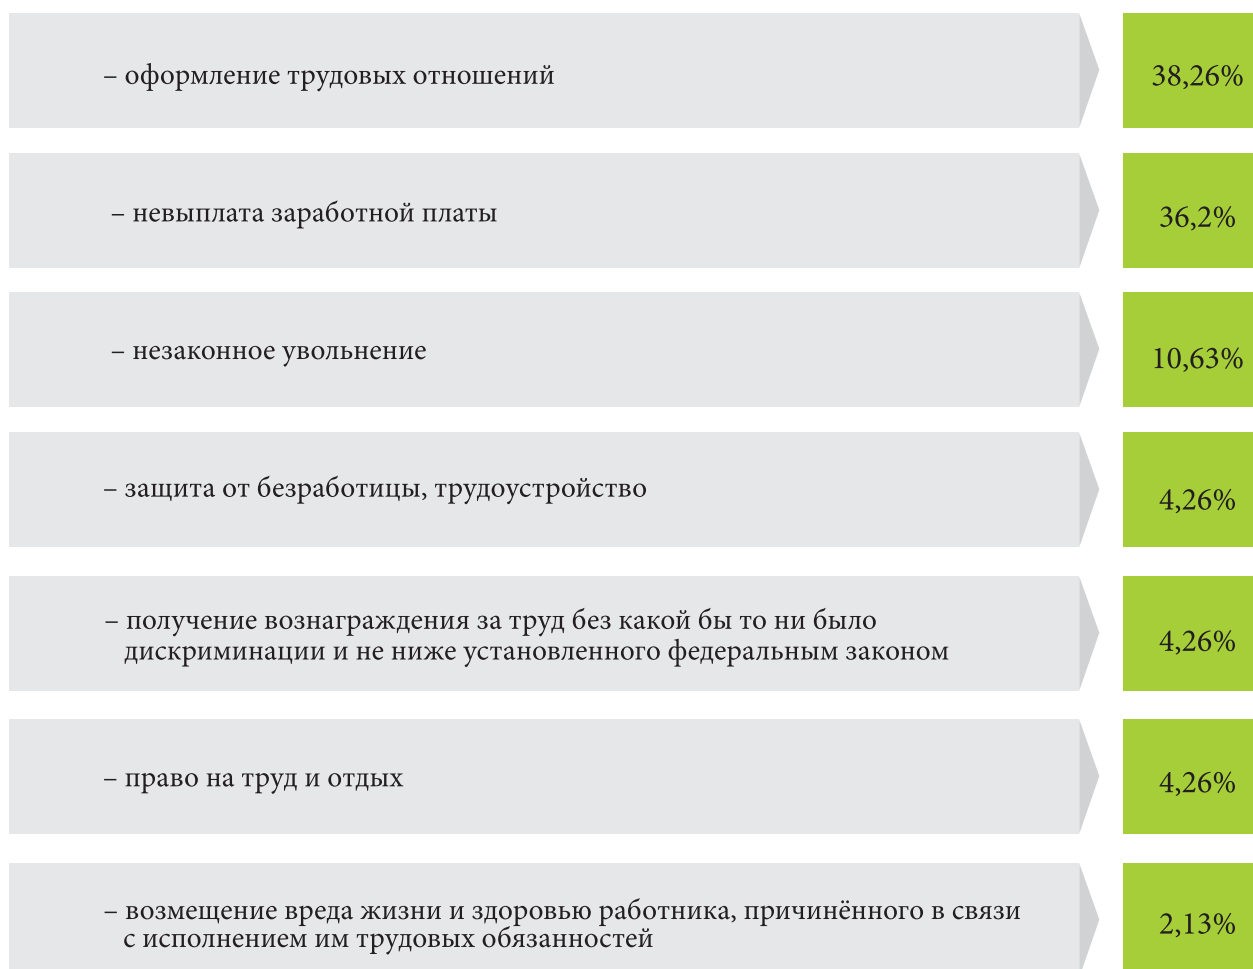 – оформление трудовых отношений
38,26%
– невыплата заработной платы
36,2%
– незаконное увольнение
10,63%
– защита от безработицы, трудоустройство
4,26%
– получение вознаграждения за труд без какой бы то ни было
дискриминации и не ниже установленного федеральным законом
4,26%
– право на труд и отдых
4,26%
– возмещение вреда жизни и здоровью работника, причинённого в связи
с исполнением им трудовых обязанностей
2,13%